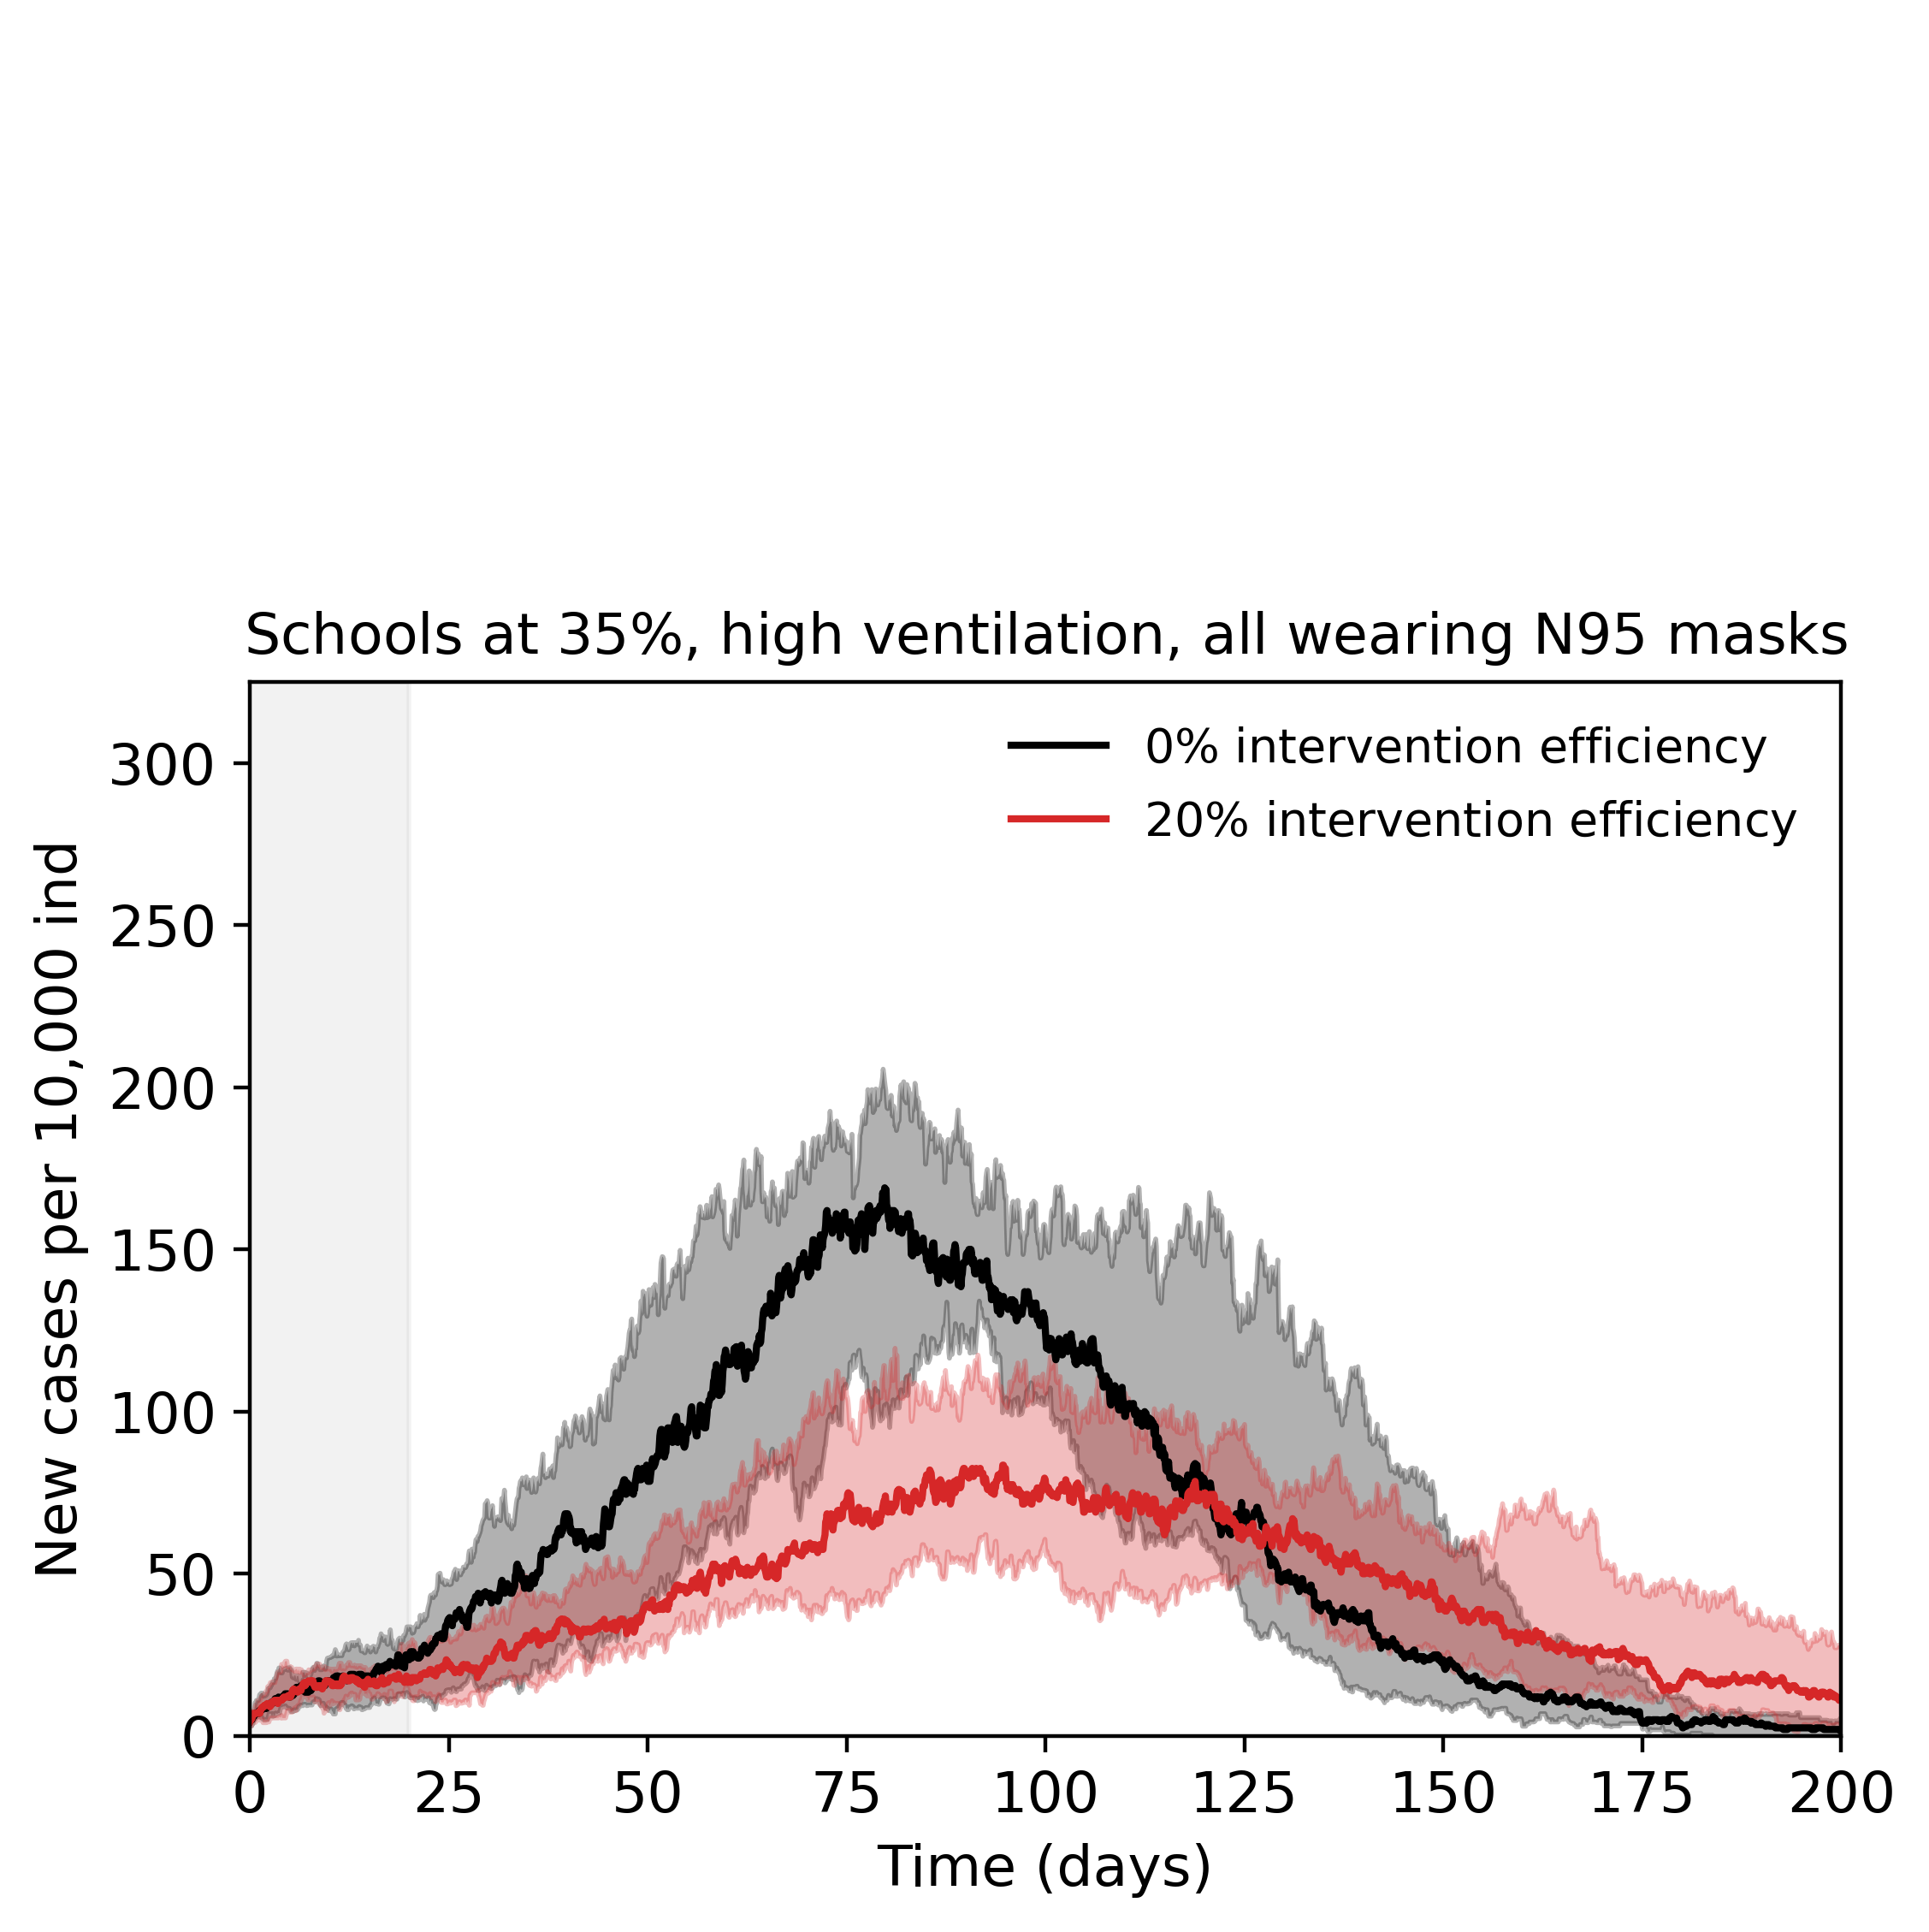 Schools at 35%, high ventilation, all wearing N95 masks
0% intervention efficiency
20% intervention efficiency
New cases per 10,000 ind
300
250
200
150
100
50
0
0 25 50 75 100 125 150 175 200
Time (days)